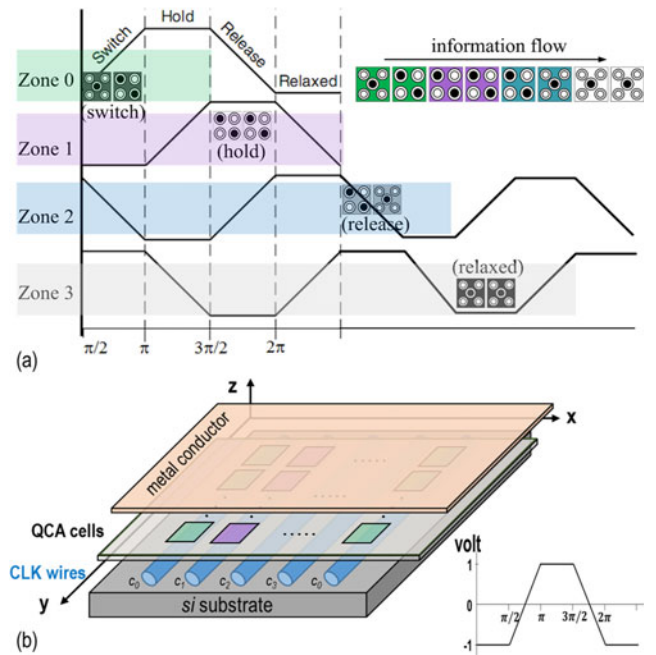 Hold
Switch
Release
Relaxed
information flow
Zone 0
(switch)
Zone 1
(hold)
Zone 2
(release)
Zone 3
(relaxed)
π/2 π 3π/2 2π
(a)
z
x
metal conductor
QCA cells
CLK wires
y
c0 c1 c2 c3 c0
si substrate
volt
1
0
π/2 π 3π/2 2π
-1
(b)